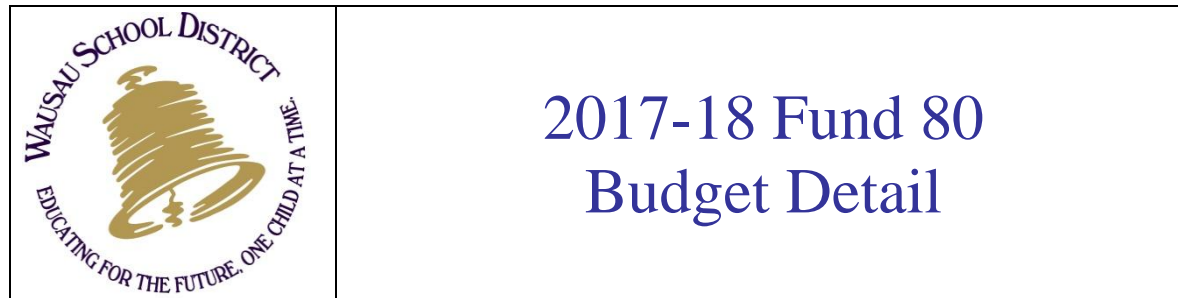 WAUSAU SCHOOL DISTRICT
EDUCATING FOR THE FUTURE, ONE CHILD AT A TIME.
2017-18 Fund 80
Budget Detail